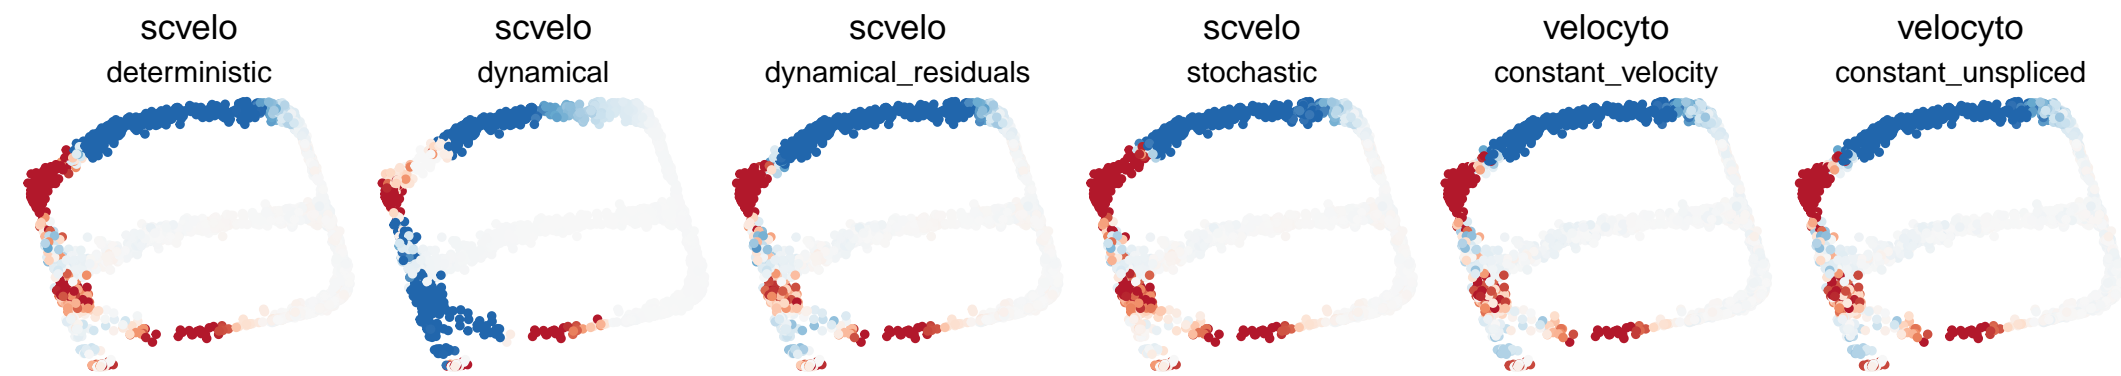 scvelo scvelo scvelo scvelo velocyto velocyto
deterministic dynamical dynamical_residuals stochastic constant_velocity constant_unspliced